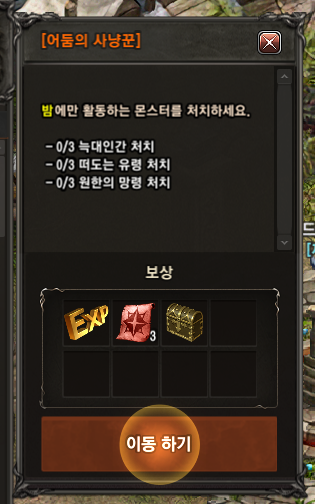 [어둠의 사냥꾼]
밤에만 활동하는 몬스터를 처치하세요.
- 0/3 늑대인간 처치
- 0/3 떠도는 유령 처치
- 0/3 원한의 망령 처치
보상
EXP
3
이동 하기